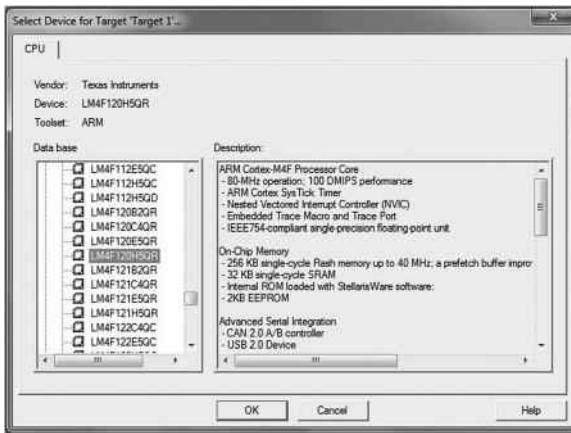 Select Device for Target 'Target 1'...
CPU
Vendor: Texas Instruments
Device: LM4F120H5QR
Toolset: ARM
Data base
LM4F112E5QC
LM4F112H5QC
LM4F112H5QD
LM4F120B2QR
LM4F120C4QR
LM4F120E5QR
LM4F120H5QR
LM4F121B2QR
LM4F121C4QR
LM4F121E5QR
LM4F121H5QR
LM4F122C4QC
LM4F122E5QC
Description:
ARM Cortex-M4F Processor Core
- 80-MHz operation; 100 DMIPS performance
- ARM Cortex SysTick Timer
- Nested Vectored Interrupt Controller (NVIC)
- Embedded Trace Macro and Trace Port
- IEEE754-compliant single-precision floating-point unit
On-Chip Memory
- 256 KB single-cycle Flash memory up to 40 MHz; a prefetch buffer improv
- 32 KB single-cycle SRAM
- Internal ROM loaded with StellarisWare software:
- 2KB EEPROM
Advanced Serial Integration
- CAN 2.0 A/B controller
- USB 2.0 Device
OK
Cancel
Help